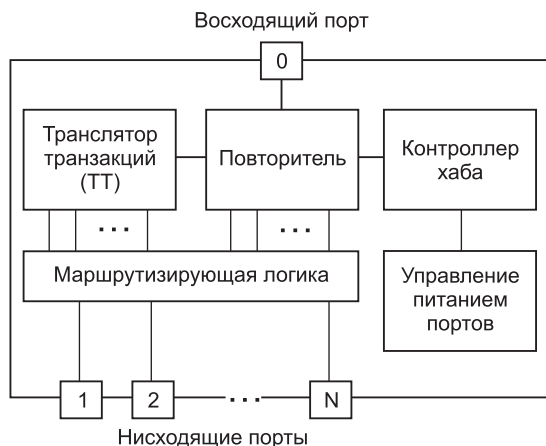 Восходящий порт
0
Транслятор
транзакций
(ТТ)
Повторитель
Контроллер
хаба
...
...
Маршрутизирующая логика
Управление
питанием
портов
1
2
...
N
Нисходящие порты